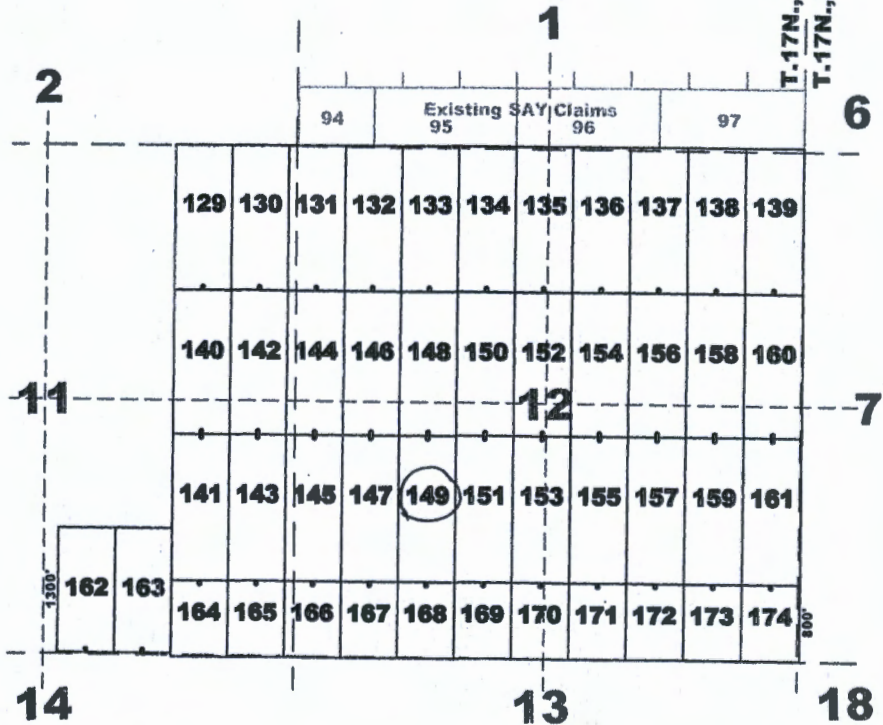 T.17N.,
T.17N.,
1
2
6
Existing SAY Claims
94 95 96 97
129 130 131 132 133 134 135 136 137 138 139
140 142 144 146 148 150 152 154 156 158 160
11 12 7
141 143 145 147 149 151 153 155 157 159 161
1300'
162 163
164 165 166 167 168 169 170 171 172 173 174
800'
14 13 18